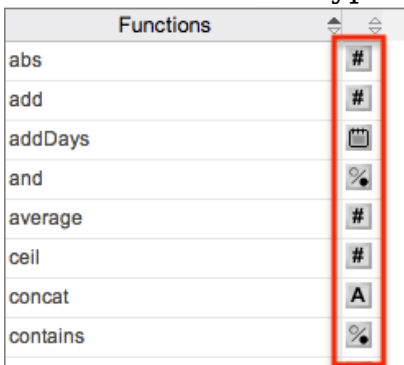 Functions
abs #
add #
addDays
and
average #
ceil #
concat A
contains